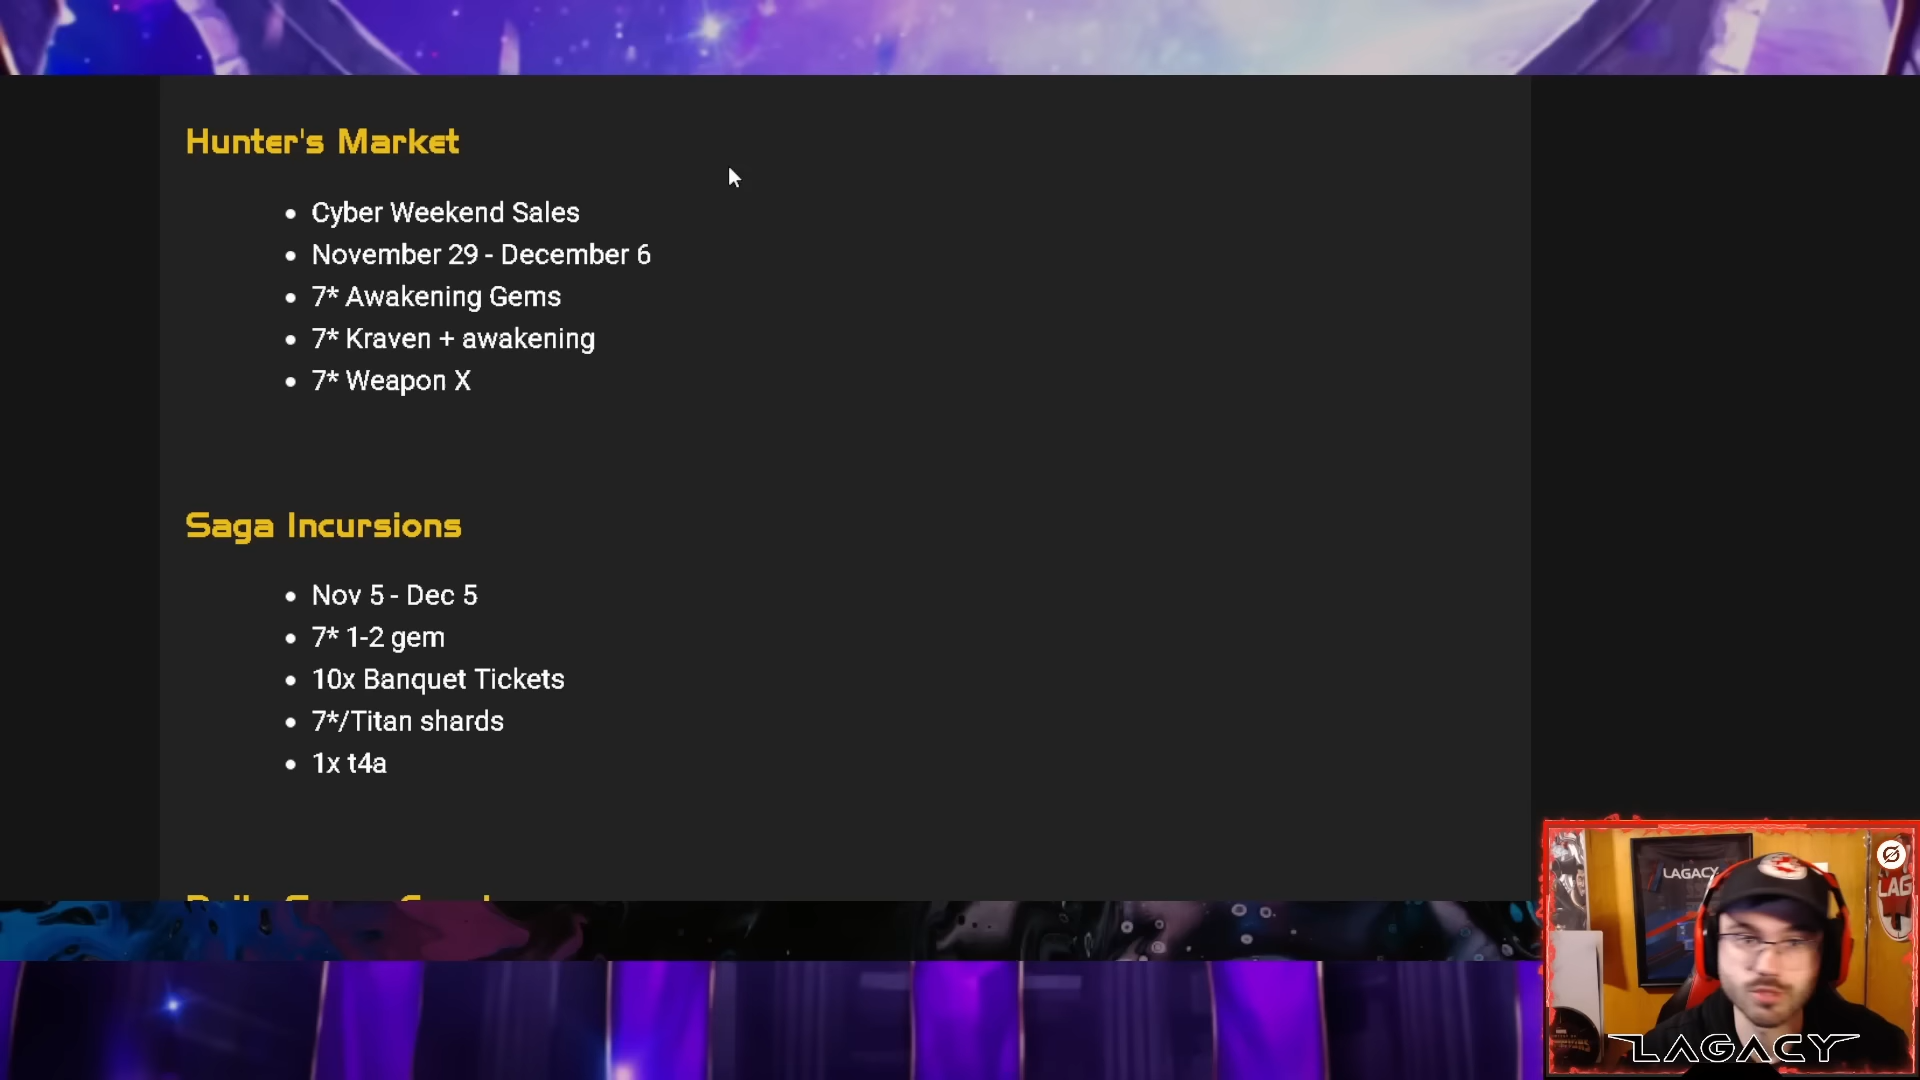 Hunter's Market
Cyber Weekend Sales
November 29 - December 6
7* Awakening Gems
7* Kraven + awakening
7* Weapon X
Saga Incursions
Nov 5 - Dec 5
7* 1-2 gem
10x Banquet Tickets
7*/Titan shards
1x t4a
LAGACY
LAG
LAGACY